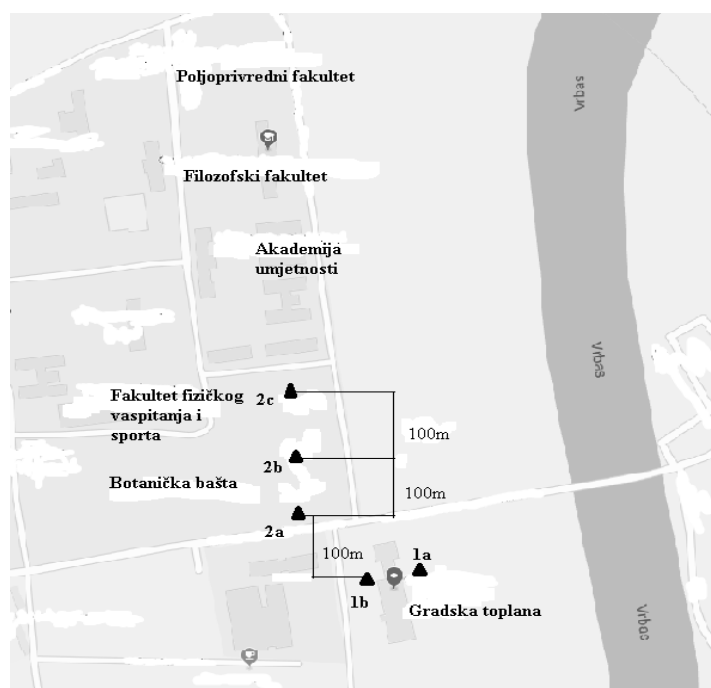 Poljoprivredni fakultet
Vrbas
Filozofski fakultet
Akademija
umjetnosti
Vrbas
Fakultet fizičkog
vaspitanja i
sporta
2c
100m
2b
Botanička bašta
100m
2a
100m
1a
1b
Gradska toplana
Vrbas